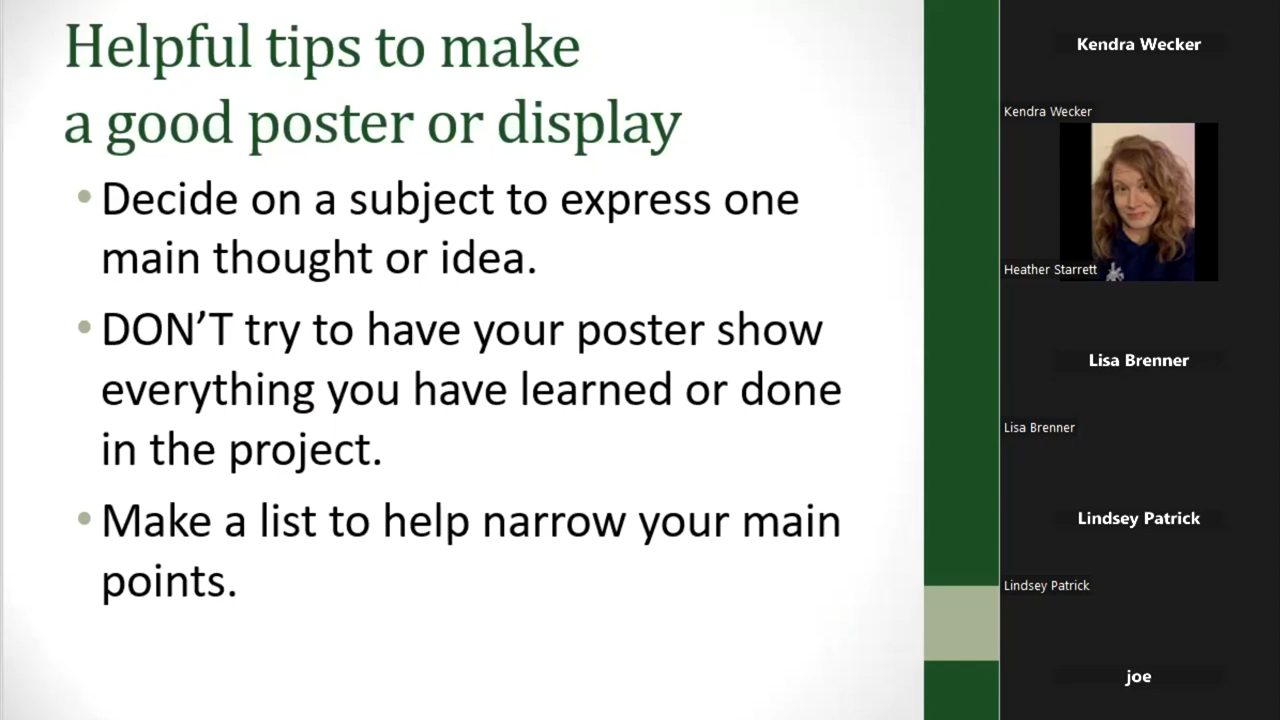 Helpful tips to make
a good poster or display
• Decide on a subject to express one
main thought or idea.
• DON’T try to have your poster show
everything you have learned or done
in the project.
• Make a list to help narrow your main
points.
Kendra Wecker
Kendra Wecker
Heather Starrett
Lisa Brenner
Lisa Brenner
Lindsey Patrick
Lindsey Patrick
joe